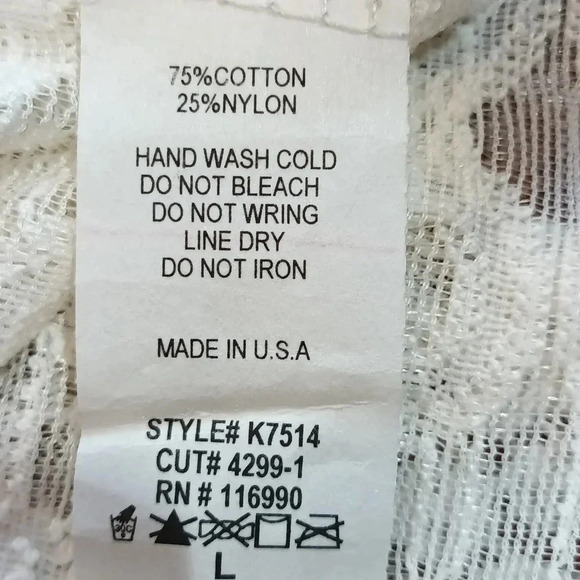 75%COTTON
25%NYLON
HAND WASH COLD
DO NOT BLEACH
DO NOT WRING
LINE DRY
DO NOT IRON
MADE IN U.S.A
STYLE# K7514
CUT# 4299-1
RN # 116990
L